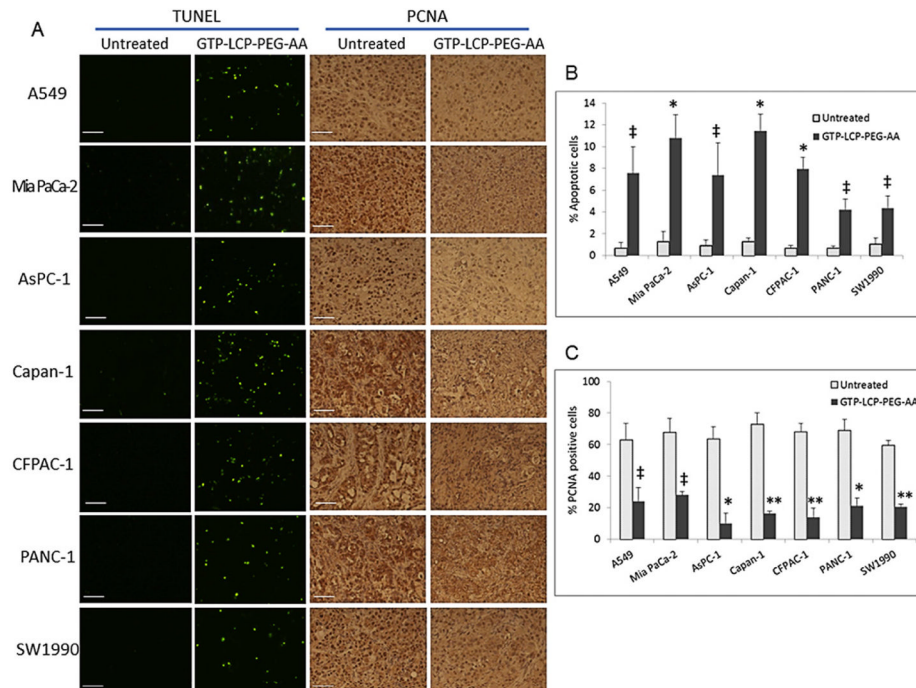 A
TUNEL
PCNA
Untreated
GTP-LCP-PEG-AA
Untreated
GTP-LCP-PEG-AA
A549
Mia PaCa-2
AsPC-1
Capan-1
CFPAC-1
PANC-1
SW1990
B
14
12
10
8
6
4
2
0
% Apoptotic cells
Untreated
GTP-LCP-PEG-AA
‡
*
‡
*
*
‡
‡
A549
Mia PaCa-2
AsPC-1
Capan-1
CFPAC-1
PANC-1
SW1990
C
100
80
60
40
20
0
% PCNA positive cells
Untreated
GTP-LCP-PEG-AA
‡
‡
*
**
**
*
**
A549
Mia PaCa-2
AsPC-1
Capan-1
CFPAC-1
PANC-1
SW1990